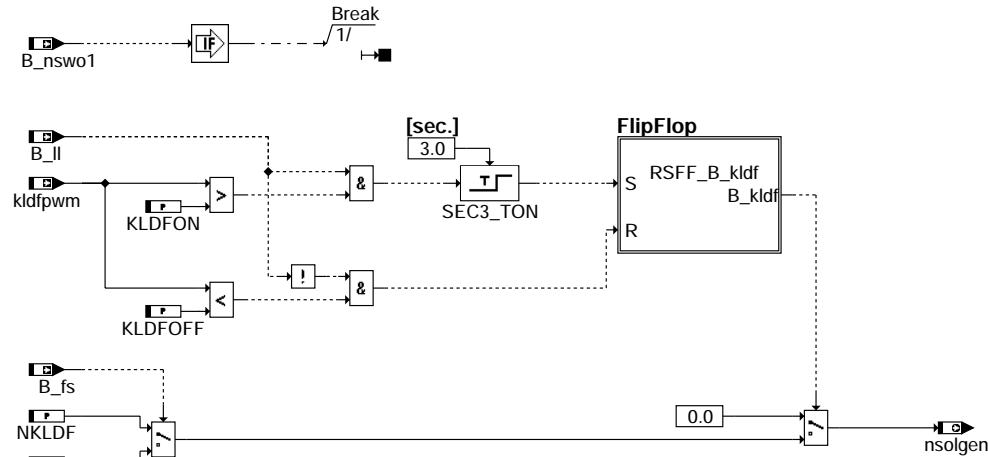 Break
1/
IF
B_nswo1
[sec.]
FlipFlop
3.0
B_ll
RSFF_B_kldf
S
B_kldf
kldfpwm
&
T
>
P
KLDFON
SEC3_TON
R
!
&
<
P
KLDFOFF
B_fs
P
NKLDF
0.0
nsolgen